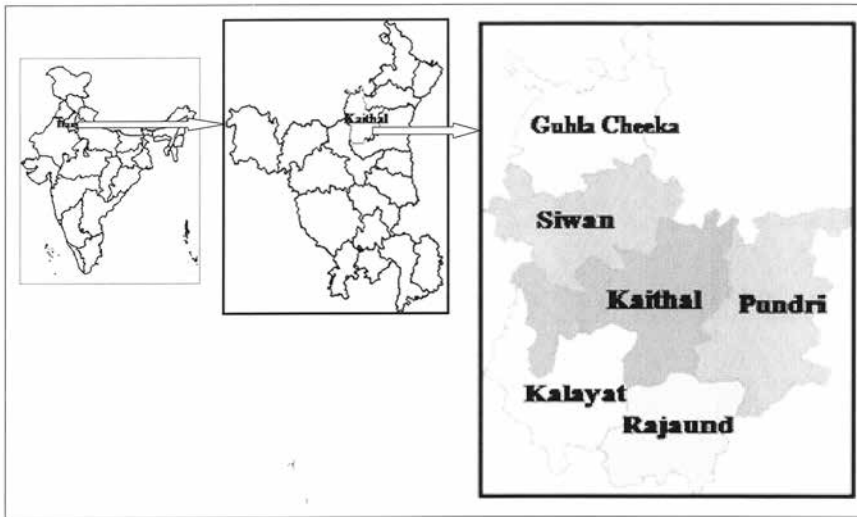 Kaithal
Guhla Cheeka
Siwan
Kaithal
Pundri
Kalayat
Rajaund